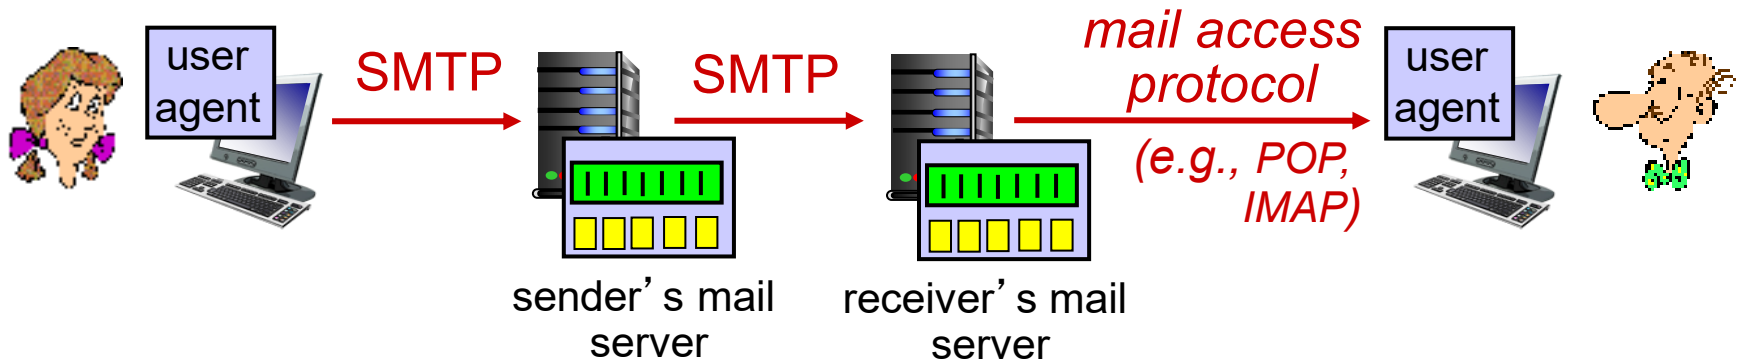 user
agent
SMTP
sender’s mail
server
SMTP
receiver’s mail
server
mail access
protocol
(e.g., POP,
IMAP)
user
agent